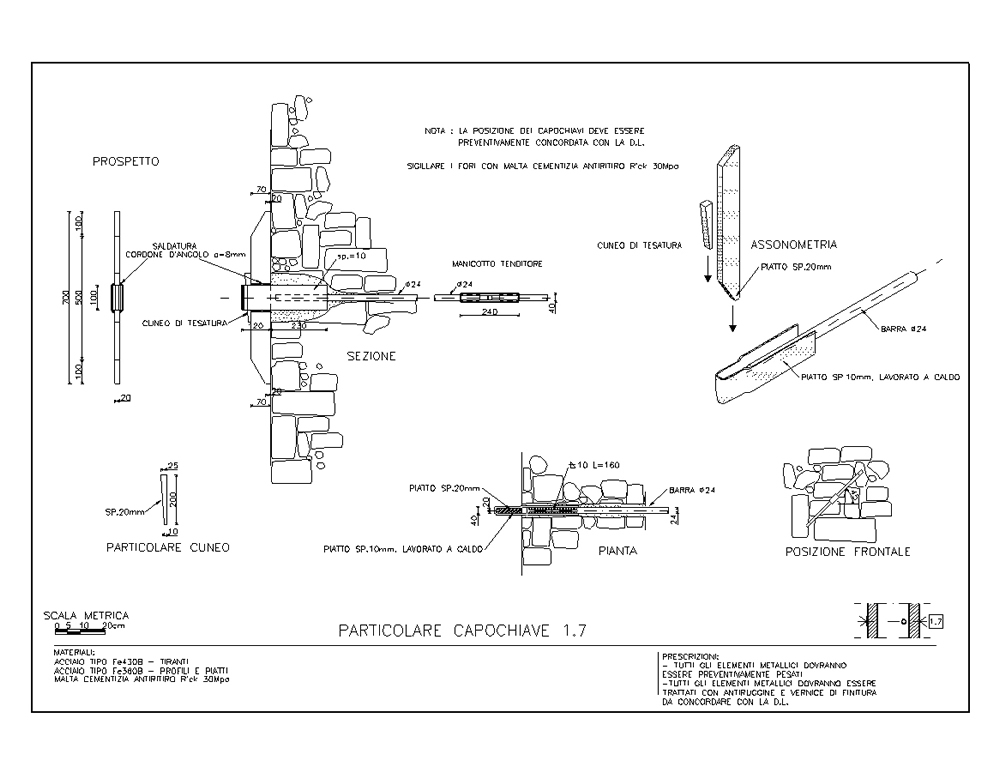 NOTA : LA POSIZIONE DEI CAPOCHIAVI DEVE ESSERE
PREVENTIVAMENTE CONCORDATA CON LA D.L.
SIGILLARE I FORI CON MALTA CEMENTIZIA ANTIRITIRO R'ck 30Mpa
PROSPETTO
100
700
500
100
100
20
SALDATURA
CORDONE D'ANGOLO a=8mm
CUNEO DI TESATURA
70
20
sp.=10
ø24
20
230
20
70
SEZIONE
MANICOTTO TENDITORE
ø24
240
40
CUNEO DI TESATURA
ASSONOMETRIA
PIATTO SP.20mm
BARRA ø24
PIATTO SP 10mm, LAVORATO A CALDO
25
200
SP.20mm
10
PARTICOLARE CUNEO
10 L=160
PIATTO SP.20mm
BARRA ø24
20
40
24
PIATTO SP.10mm, LAVORATO A CALDO
PIANTA
POSIZIONE FRONTALE
SCALA METRICA
0 5 10 20cm
PARTICOLARE CAPOCHIAVE 1.7
1.7
MATERIALI:
ACCIAIO TIPO Fe430B - TIRANTI
ACCIAIO TIPO Fe360B - PROFILI E PIATTI
MALTA CEMENTIZIA ANTIRITIRO R'ck 30Mpa
PRESCRIZIONI:
- TUTTI GLI ELEMENTI METALLICI DOVRANNO
ESSERE PREVENTIVAMENTE PESATI
-TUTTI GLI ELEMENTI METALLICI DOVRANNO ESSERE
TRATTATI CON ANTIRUGGINE E VERNICE DI FINITURA
DA CONCORDARE CON LA D.L.